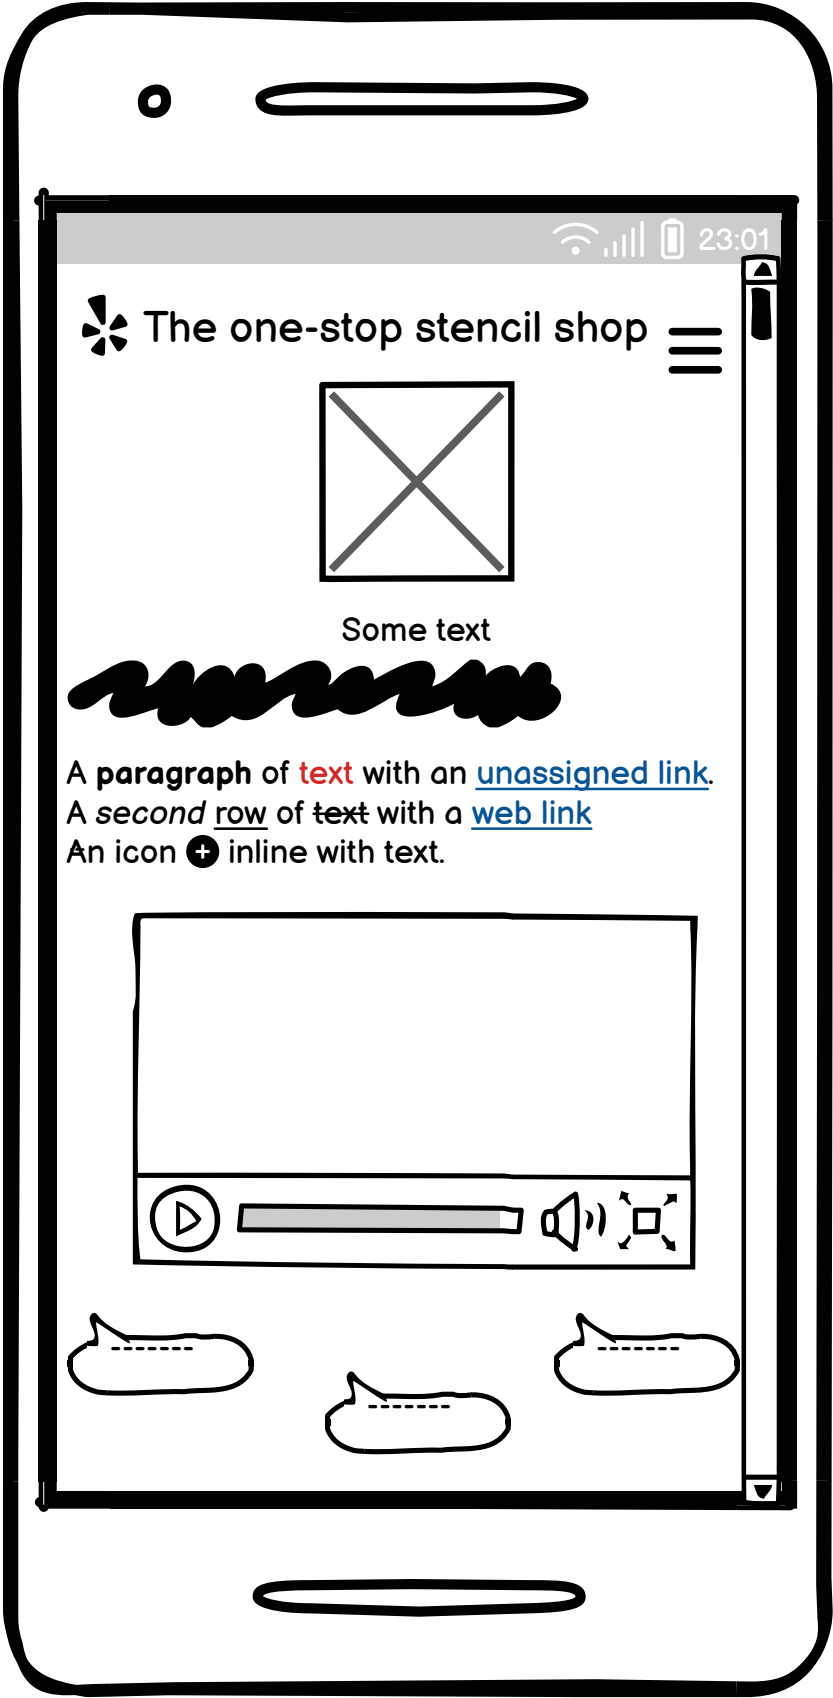 23:01
The one-stop stencil shop
Some text
A paragraph of text with an unassigned link.
A second row of text with a web link
An icon inline with text.